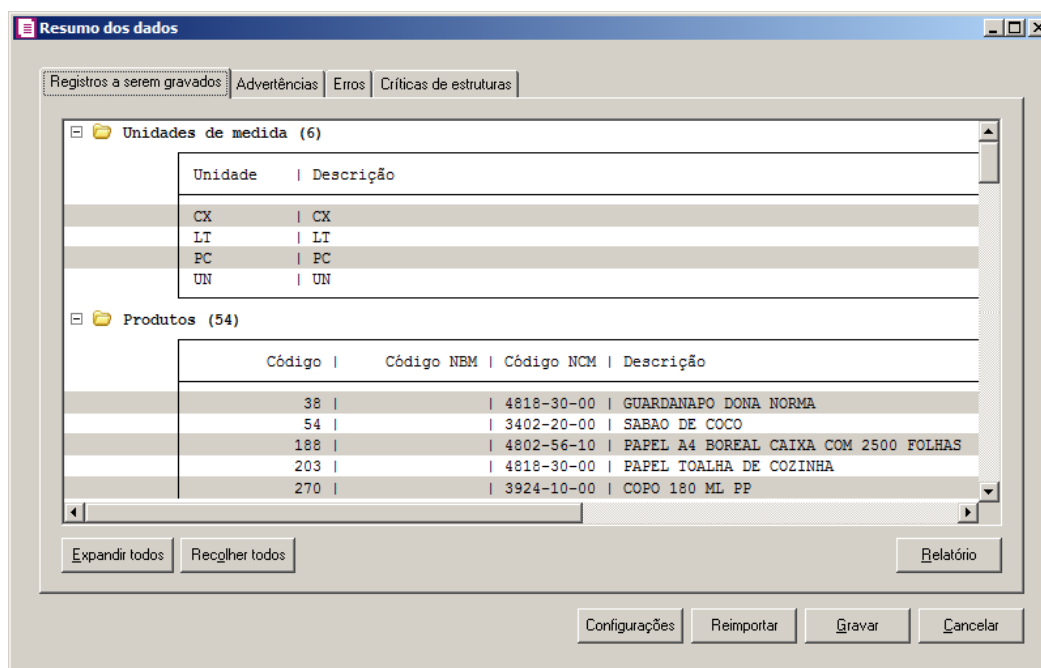 Resumo dos dados
Registros a serem gravados Advertências Erros Críticas de estruturas
Unidades de medida (6)
Unidade | Descrição
CX | CX
LT | LT
PC | PC
UN | UN
Produtos (54)
Código | Código NBM | Código NCM | Descrição
38 | | 4818-30-00 | GUARDANAPO DONA NORMA
54 | | 3402-20-00 | SABAO DE COCO
188 | | 4802-56-10 | PAPEL A4 BOREAL CAIXA COM 2500 FOLHAS
203 | | 4818-30-00 | PAPEL TOALHA DE COZINHA
270 | | 3924-10-00 | COPO 180 ML PP
Expandir todos Recolher todos Relatório
Configurações Reimportar Gravar Cancelar